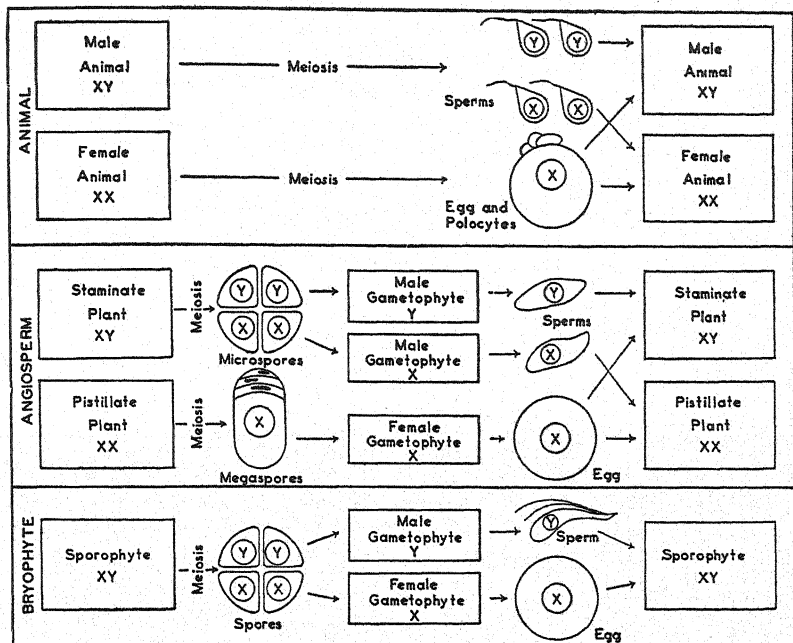 ANIMAL
Male
Animal
XY
Meiosis
Y Y
Sperms
X X
Male
Animal
XY
Female
Animal
XX
Meiosis
X
Egg and
Polocytes
Female
Animal
XX
ANGIOSPERM
Staminate
Plant
XY
Meiosis
Y Y
X X
Microspores
Male
Gametophyte
Y
Y
Sperms
Male
Gametophyte
X
X
Staminate
Plant
XY
Pistillate
Plant
XX
Meiosis
X
Megaspores
Female
Gametophyte
X
X
Egg
Pistillate
Plant
XX
BRYOPHYTE
Sporophyte
XY
Meiosis
Y Y
X X
Spores
Male
Gametophyte
Y
Y
Sperm
Female
Gametophyte
X
X
Egg
Sporophyte
XY